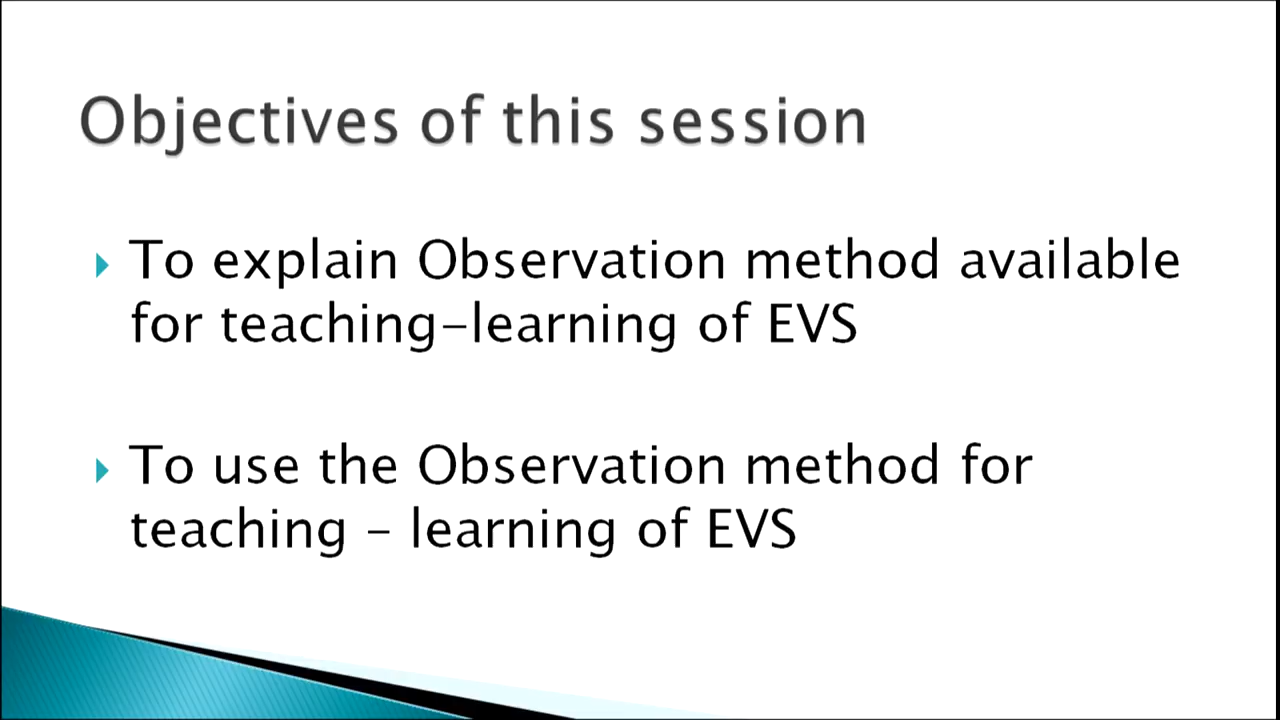 Objectives of this session
To explain Observation method available
for teaching-learning of EVS
To use the Observation method for
teaching - learning of EVS